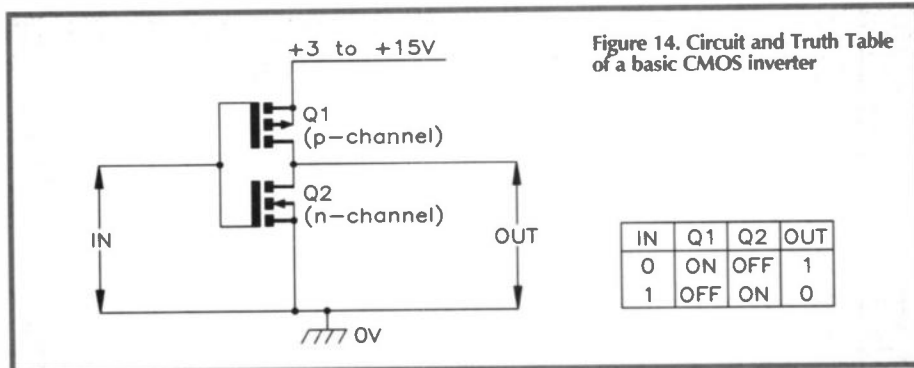 Figure 14. Circuit and Truth Table
of a basic CMOS inverter
+3 to +15V
Q1
(p-channel)
Q2
(n-channel)
IN
OUT
0V
IN Q1 Q2 OUT
0 ON OFF 1
1 OFF ON 0